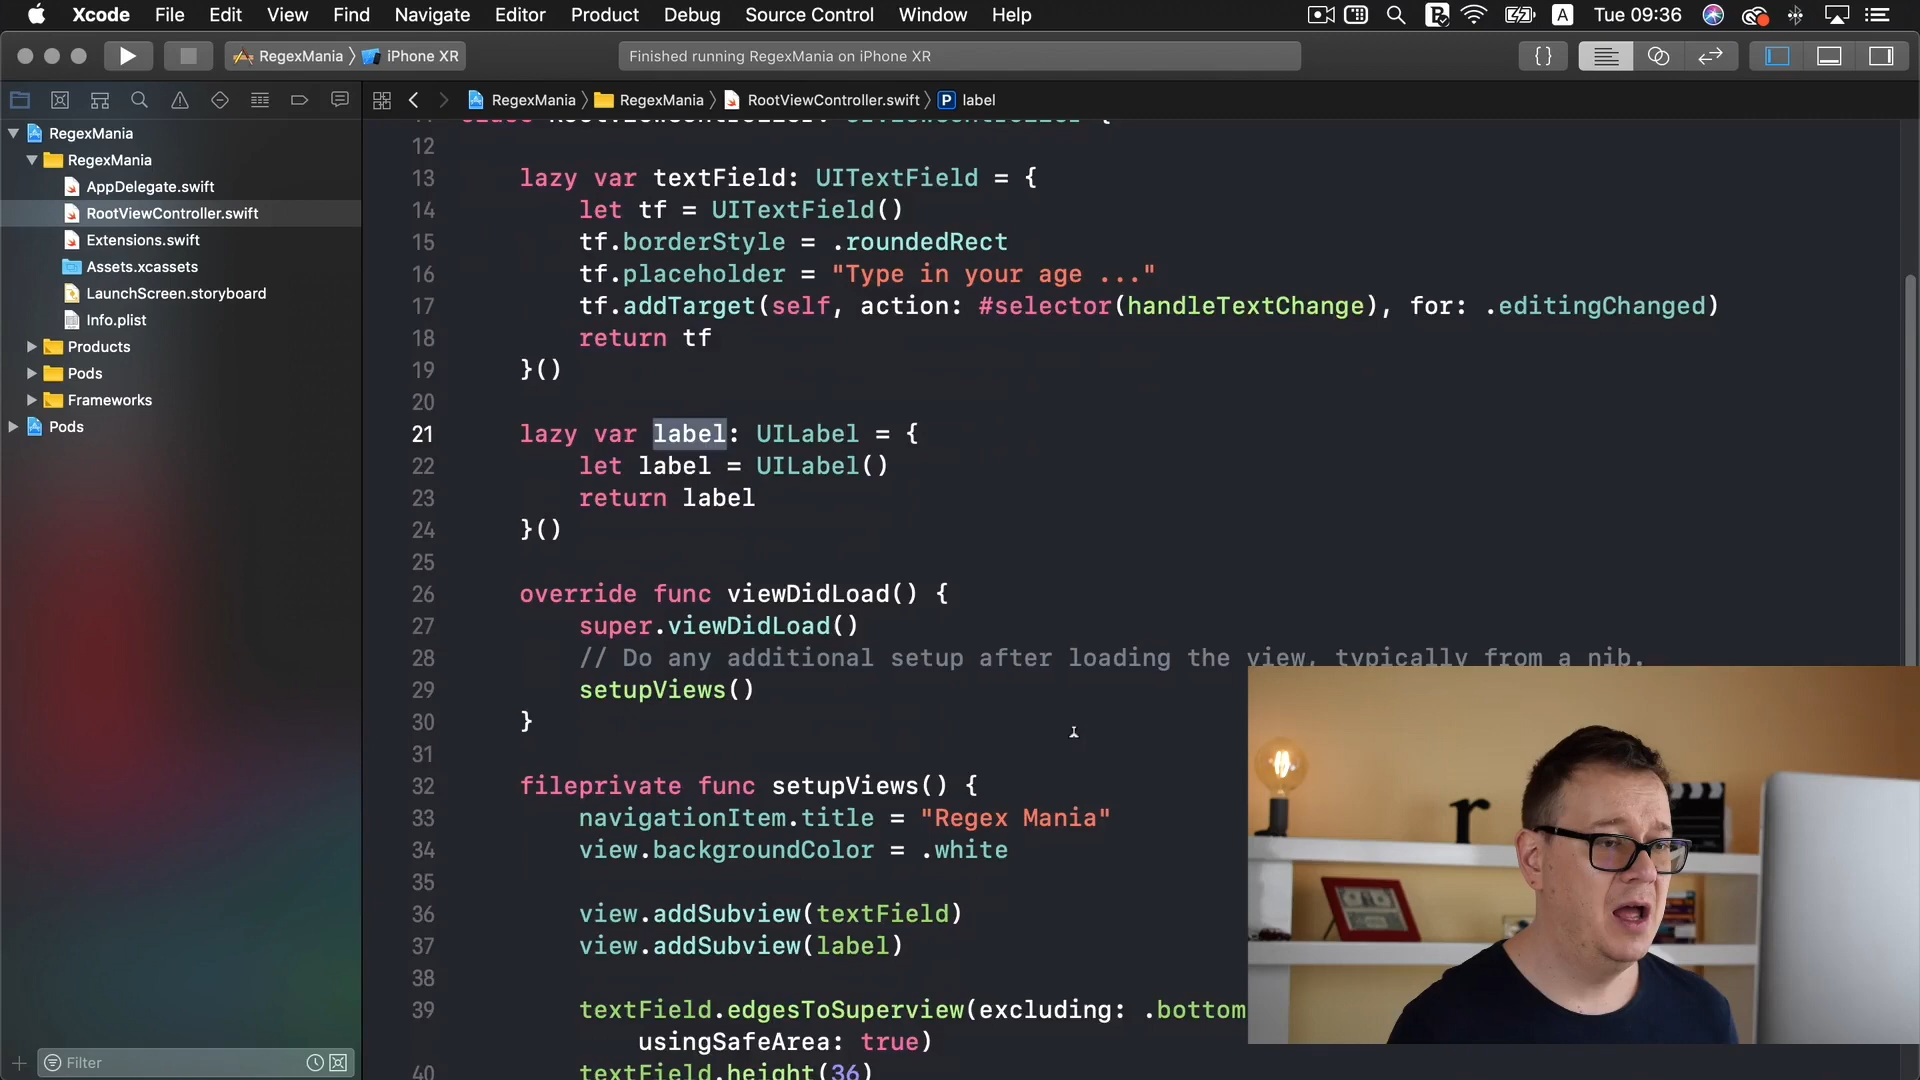 Xcode File Edit View Find Navigate Editor Product Debug Source Control Window Help A Tue 09:36
RegexMania iPhone XR Finished running RegexMania on iPhone XR {}
RegexMania RegexMania RootViewController.swift P label
RegexMania
RegexMania
AppDelegate.swift
RootViewController.swift
Extensions.swift
Assets.xcassets
LaunchScreen.storyboard
Info.plist
Products
Pods
Frameworks
Pods
Filter
12
13 lazy var textField: UITextField = {
14 let tf = UITextField()
15 tf.borderStyle = .roundedRect
16 tf.placeholder = "Type in your age ..."
17 tf.addTarget(self, action: #selector(handleTextChange), for: .editingChanged)
18 return tf
19 }()
20
21 lazy var label: UILabel = {
22 let label = UILabel()
23 return label
24 }()
25
26 override func viewDidLoad() {
27 super.viewDidLoad()
28 // Do any additional setup after loading the view, typically from a nib.
29 setupViews()
30 }
31
32 fileprivate func setupViews() {
33 navigationItem.title = "Regex Mania"
34 view.backgroundColor = .white
35
36 view.addSubview(textField)
37 view.addSubview(label)
38
39 textField.edgesToSuperview(excluding: .bottom
usingSafeArea: true)
40 textField.height(36)
r